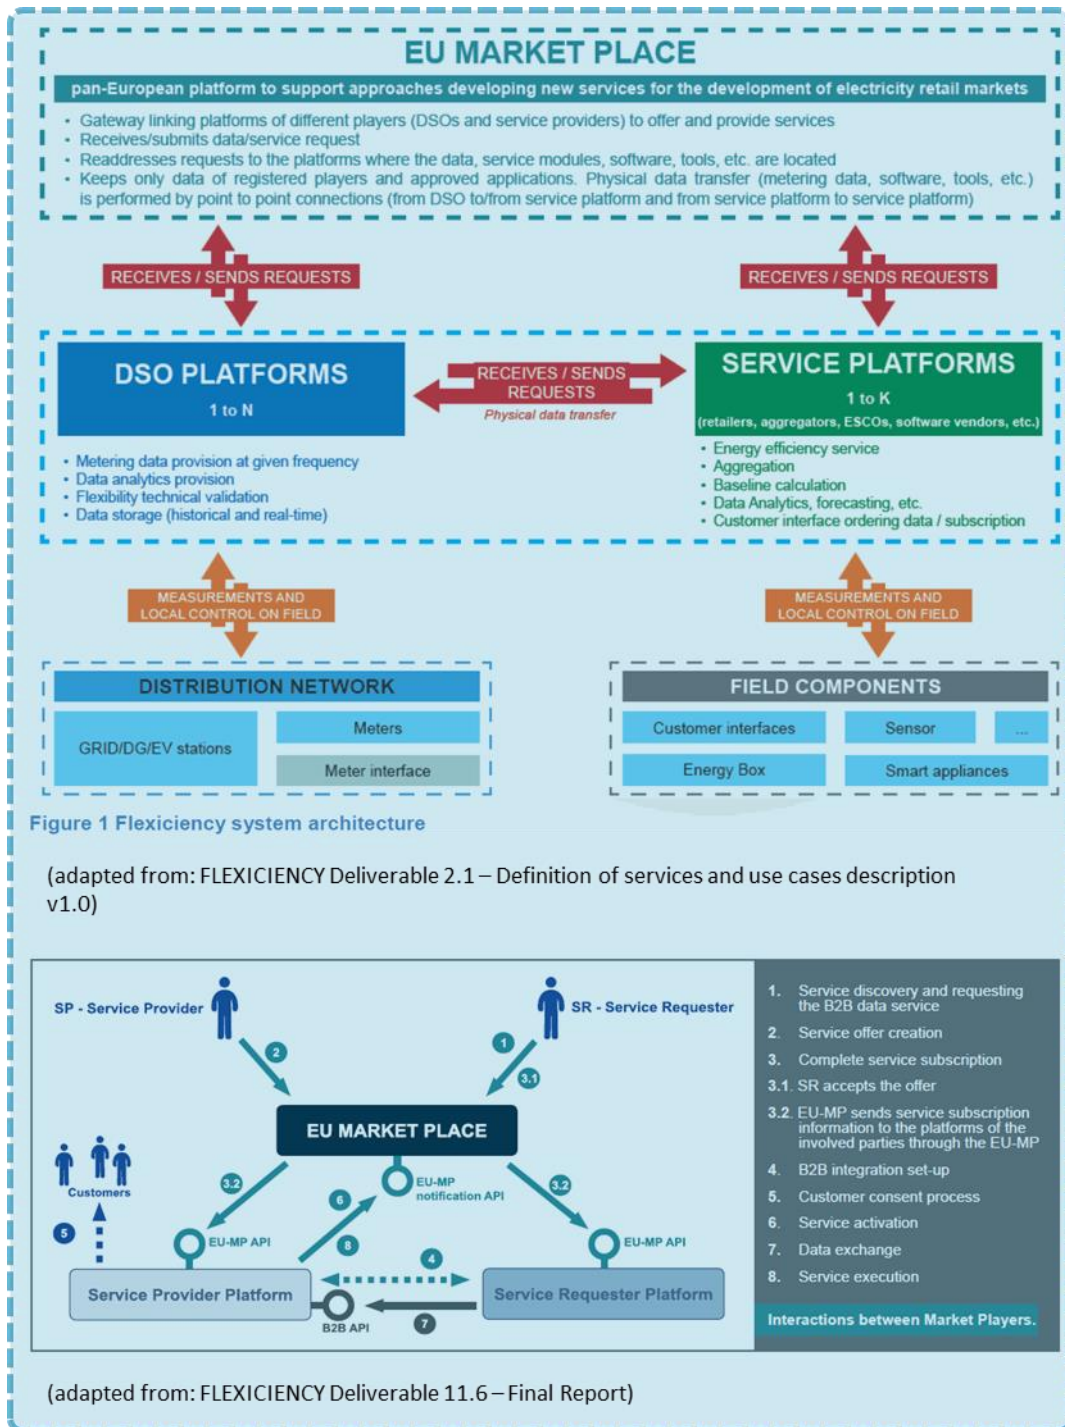 EU MARKET PLACE
pan-European platform to support approaches developing new services for the development of electricity retail markets
• Gateway linking platforms of different players (DSOs and service providers) to offer and provide services
• Receives/submits data/service request
• Readdresses requests to the platforms where the data, service modules, software, tools, etc. are located
• Keeps only data of registered players and approved applications. Physical data transfer (metering data, software, tools, etc.)
is performed by point to point connections (from DSO to/from service platform and from service platform to service platform)
RECEIVES / SENDS REQUESTS
RECEIVES / SENDS REQUESTS
DSO PLATFORMS
1 to N
• Metering data provision at given frequency
• Data analytics provision
• Flexibility technical validation
• Data storage (historical and real-time)
RECEIVES / SENDS
REQUESTS
Physical data transfer
SERVICE PLATFORMS
1 to K
(retailers, aggregators, ESCOs, software vendors, etc.)
• Energy efficiency service
• Aggregation
• Baseline calculation
• Data Analytics, forecasting, etc.
• Customer interface ordering data / subscription
MEASUREMENTS AND
LOCAL CONTROL ON FIELD
MEASUREMENTS AND
LOCAL CONTROL ON FIELD
DISTRIBUTION NETWORK
GRID/DG/EV stations
Meters
Meter interface
FIELD COMPONENTS
Customer interfaces
Sensor
...
Energy Box
Smart appliances
Figure 1 Flexiciency system architecture
(adapted from: FLEXICIENCY Deliverable 2.1 – Definition of services and use cases description
v1.0)
SP - Service Provider
SR - Service Requester
2
1
3.1
EU MARKET PLACE
Customers
3.2
EU-MP
notification API
3.2
6
5
EU-MP API
8
4
EU-MP API
Service Provider Platform
Service Requester Platform
B2B API
7
1. Service discovery and requesting
the B2B data service
2. Service offer creation
3. Complete service subscription
3.1. SR accepts the offer
3.2. EU-MP sends service subscription
information to the platforms of the
involved parties through the EU-MP
4. B2B integration set-up
5. Customer consent process
6. Service activation
7. Data exchange
8. Service execution
Interactions between Market Players.
(adapted from: FLEXICIENCY Deliverable 11.6 – Final Report)